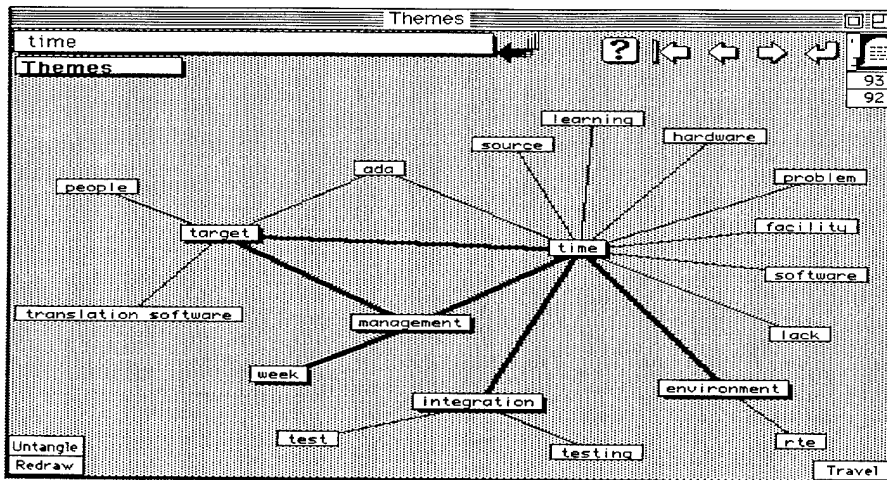 Themes
time
?
Themes
93
92
learning
source
hardware
ada
people
problem
target
facility
time
software
translation software
management
lack
week
environment
integration
test
rte
testing
Untangle
Redraw
Travel